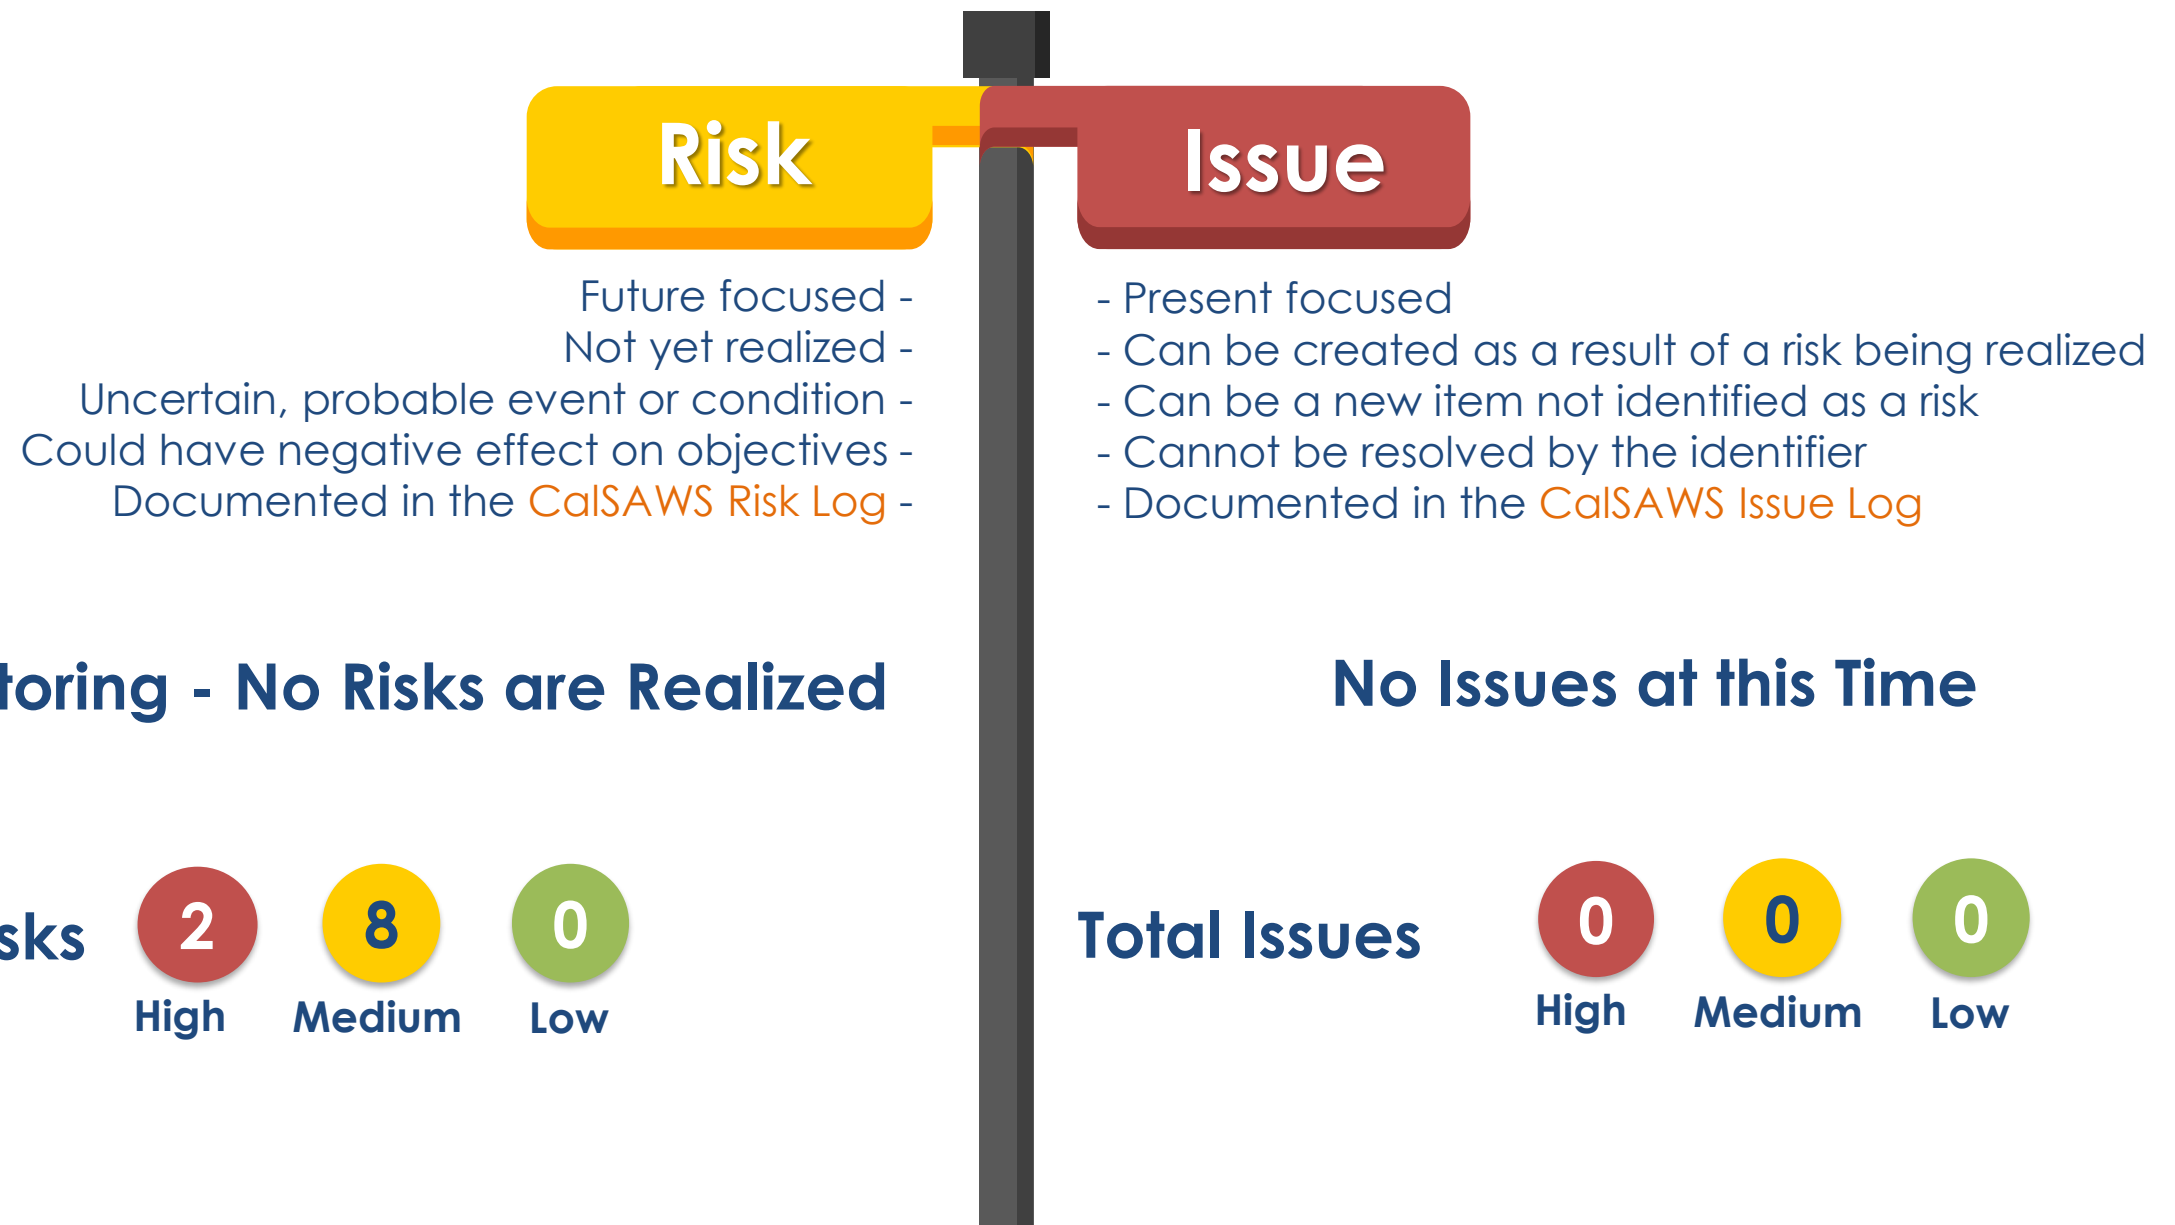 Risk
Future focused -
Not yet realized -
Uncertain, probable event or condition -
Could have negative effect on objectives -
Documented in the CalSAWS Risk Log -
toring - No Risks are Realized
sks
2
8
0
High
Medium
Low
Issue
- Present focused
- Can be created as a result of a risk being realized
- Can be a new item not identified as a risk
- Cannot be resolved by the identifier
- Documented in the CalSAWS Issue Log
No Issues at this Time
Total Issues
0
0
0
High
Medium
Low